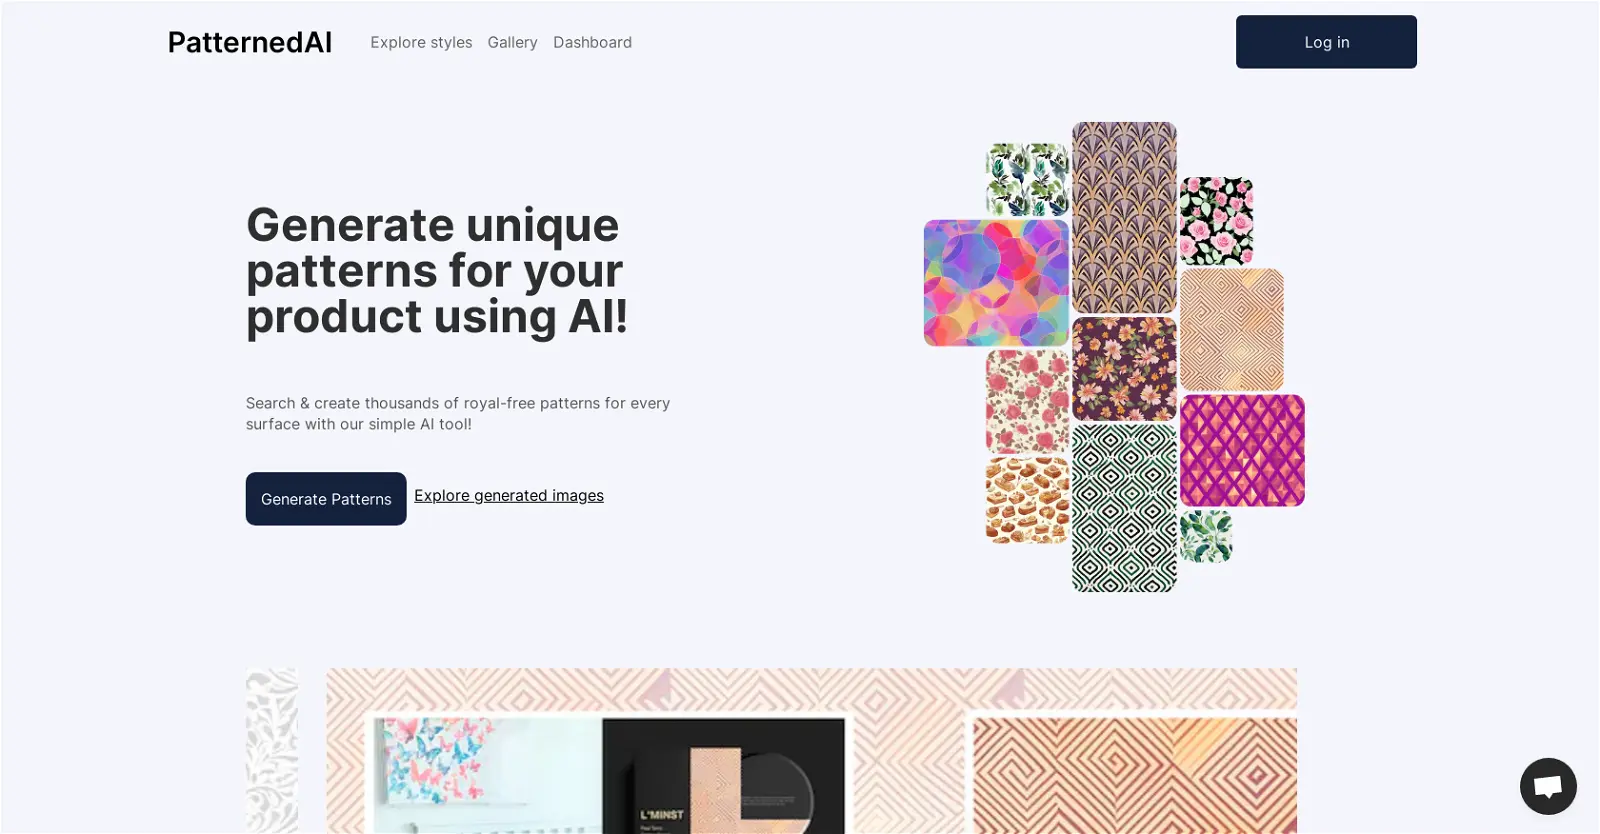 PatternedAI
Explore styles
Gallery
Dashboard
Log in
Generate unique
patterns for your
product using AI!
Search & create thousands of royal-free patterns for every
surface with our simple AI tool!
Generate Patterns
Explore generated images
L'MINST